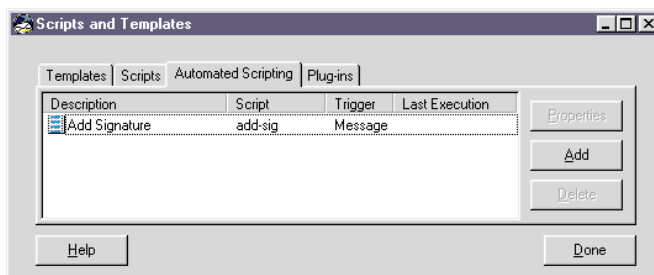 Scripts and Templates
Templates Scripts Automated Scripting Plug-ins
Description Script Trigger Last Execution
Add Signature add-sig Message
Properties
Add
Delete
Help Done